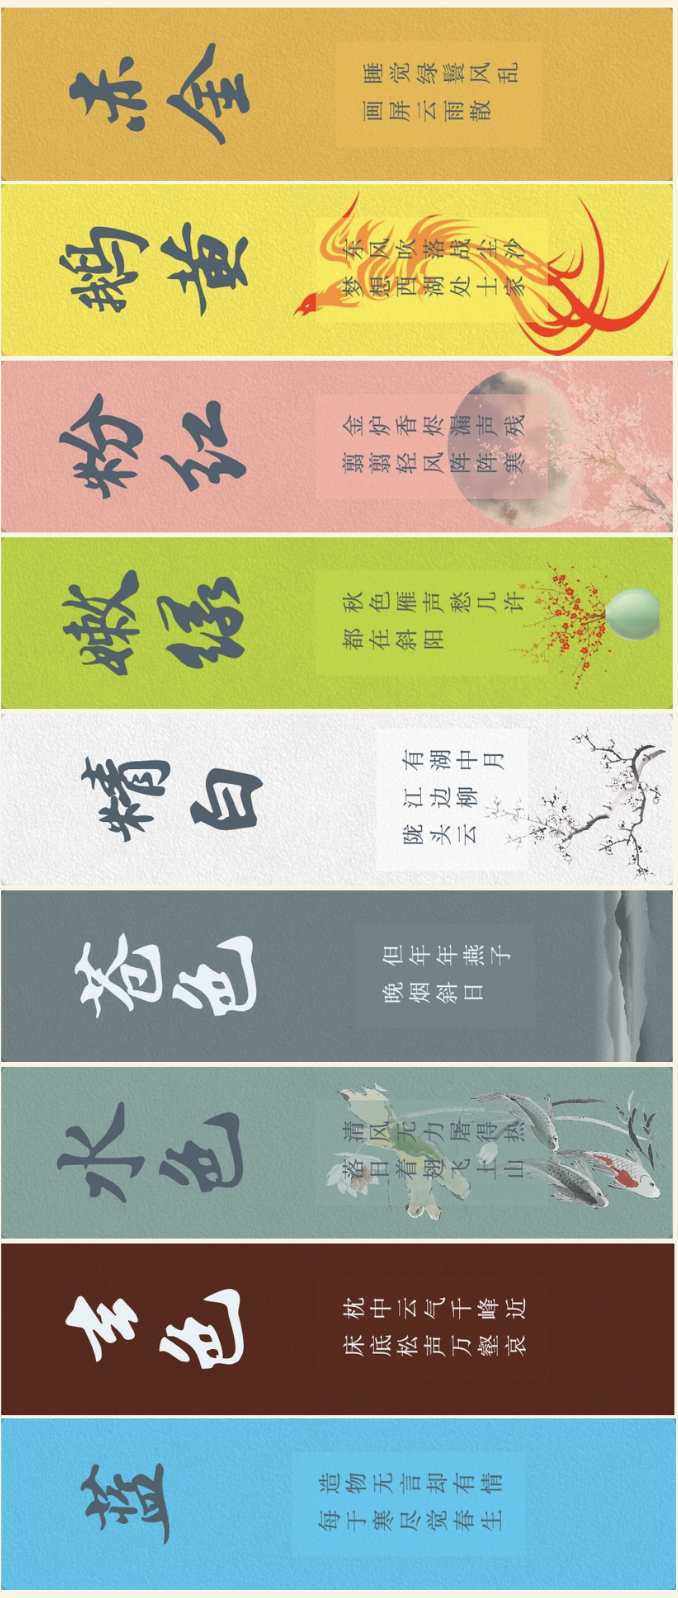 赤金
睡觉绿鬟风乱
画屏云雨散
鹅黄
东风吹落战尘沙
梦想西湖处士家
粉红
金炉香烬漏声残
翦翦轻风阵阵寒
嫩绿
秋色雁声愁几许
都在斜阳
精白
有湖中月
江边柳
陇头云
苍色
但年年燕子
晚烟斜日
水色
清风无力屠得热
落日着翅飞上山
玄色
枕中云气千峰近
床底松声万壑哀
蓝
造物无言却有情
每于寒尽觉春生